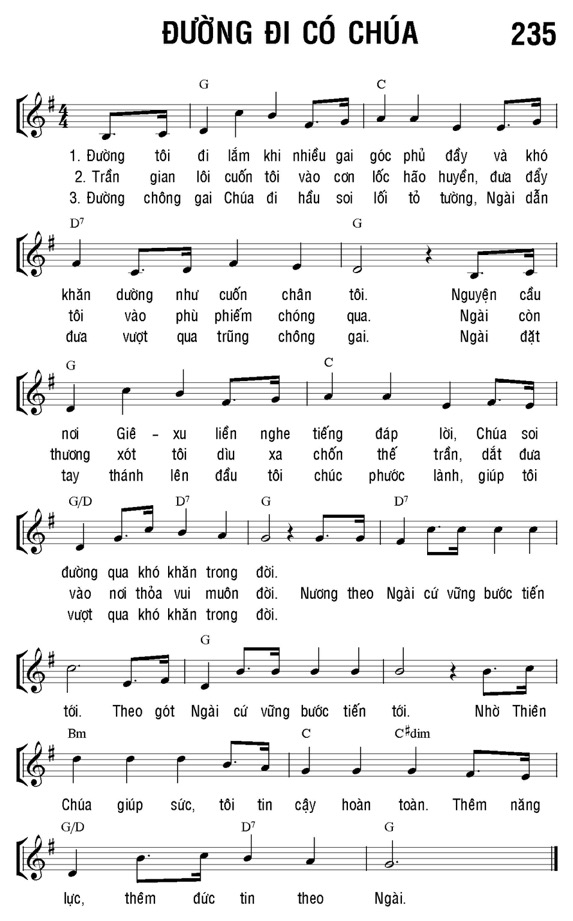 ĐƯỜNG ĐI CÓ CHÚA 235
G C
1. Đường tôi đi lắm khi nhiều gai góc phủ đẩy và khó
2. Trần gian lôi cuốn tôi vào cơn lốc hão huyền, đưa đẩy
3. Đường chông gai Chúa đi hầu soi lối tỏ tường, Ngài dẫn
D7 G
khăn dường như cuốn chân tôi. Nguyện cầu
tôi vào phù phiếm chóng qua. Ngài còn
đưa vượt qua trũng chông gai. Ngài đặt
G C
nơi Giê - xu liền nghe tiếng đáp lời, Chúa soi
thương xót tôi dìu xa chốn thế trần, dắt đưa
tay thánh lên đầu tôi chúc phước lành, giúp tôi
G/D D7 G D7
đường qua khó khăn trong đời.
vào nơi thỏa vui muôn đời. Nương theo Ngài cứ vững bước tiến
vượt qua khó khăn trong đời.
G
tới. Theo gót Ngài cứ vững bước tiến tới. Nhờ Thiên
Bm C C#dim
Chúa giúp sức, tôi tin cậy hoàn toàn. Thêm năng
G/D D7 G
lực, thêm đức tin theo Ngài.